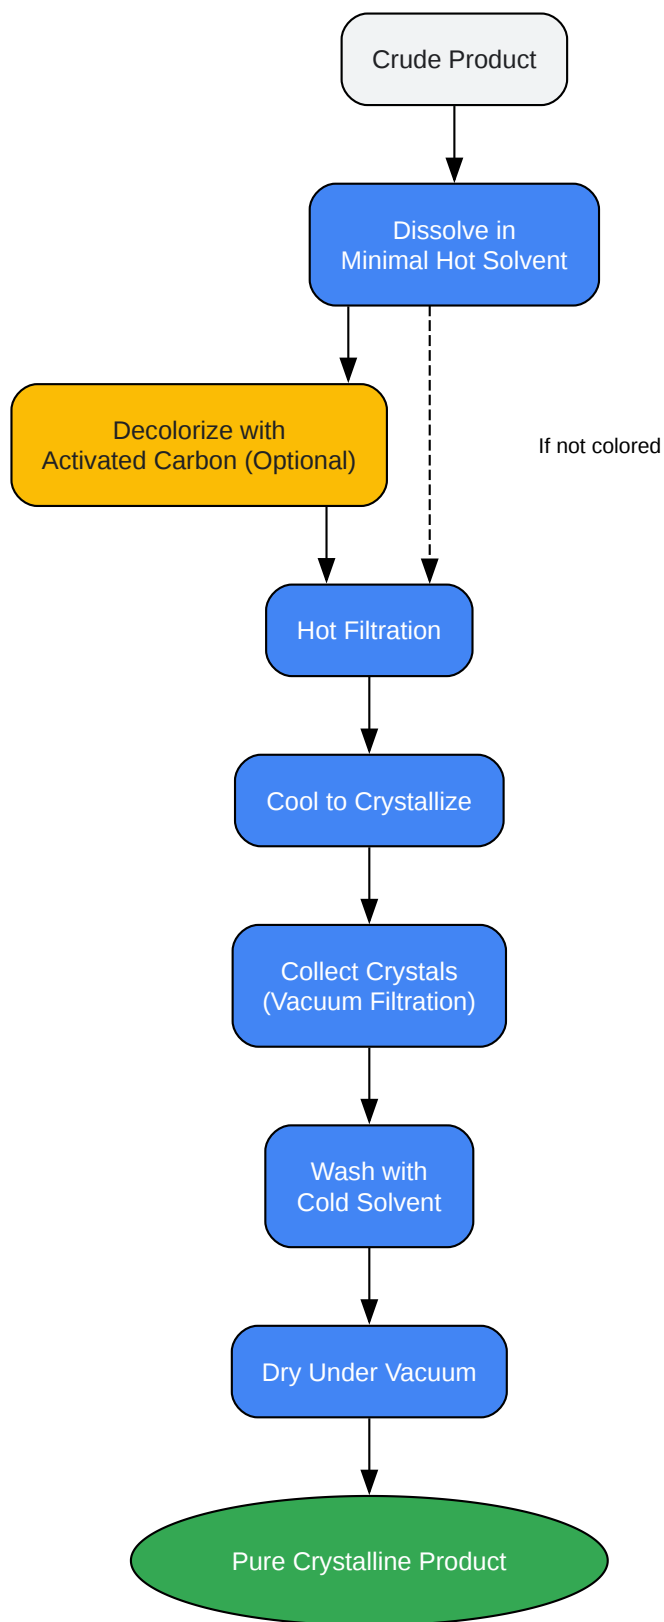 Crude Product
Dissolve in
Minimal Hot Solvent
Decolorize with
Activated Carbon (Optional)
If not colored
Hot Filtration
Cool to Crystallize
Collect Crystals
(Vacuum Filtration)
Wash with
Cold Solvent
Dry Under Vacuum
Pure Crystalline Product